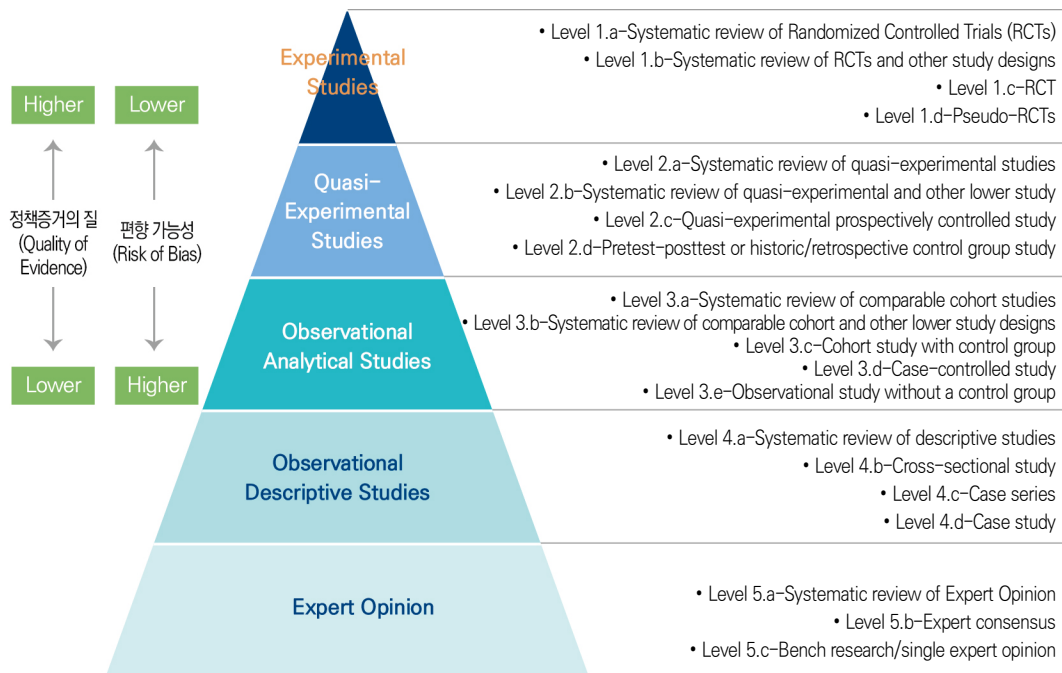 Experimental
Studies
• Level 1.a-Systematic review of Randomized Controlled Trials (RCTs)
• Level 1.b-Systematic review of RCTs and other study designs
• Level 1.c-RCT
• Level 1.d-Pseudo-RCTs
Higher
Lower
정책증거의 질
(Quality of
Evidence)
편향 가능성
(Risk of Bias)
Lower
Higher
Quasi-
Experimental
Studies
• Level 2.a-Systematic review of quasi-experimental studies
• Level 2.b-Systematic review of quasi-experimental and other lower study
• Level 2.c-Quasi-experimental prospectively controlled study
• Level 2.d-Pretest-posttest or historic/retrospective control group study
Observational
Analytical Studies
• Level 3.a-Systematic review of comparable cohort studies
• Level 3.b-Systematic review of comparable cohort and other lower study designs
• Level 3.c-Cohort study with control group
• Level 3.d-Case-controlled study
• Level 3.e-Observational study without a control group
Observational
Descriptive Studies
• Level 4.a-Systematic review of descriptive studies
• Level 4.b-Cross-sectional study
• Level 4.c-Case series
• Level 4.d-Case study
Expert Opinion
• Level 5.a-Systematic review of Expert Opinion
• Level 5.b-Expert consensus
• Level 5.c-Bench research/single expert opinion